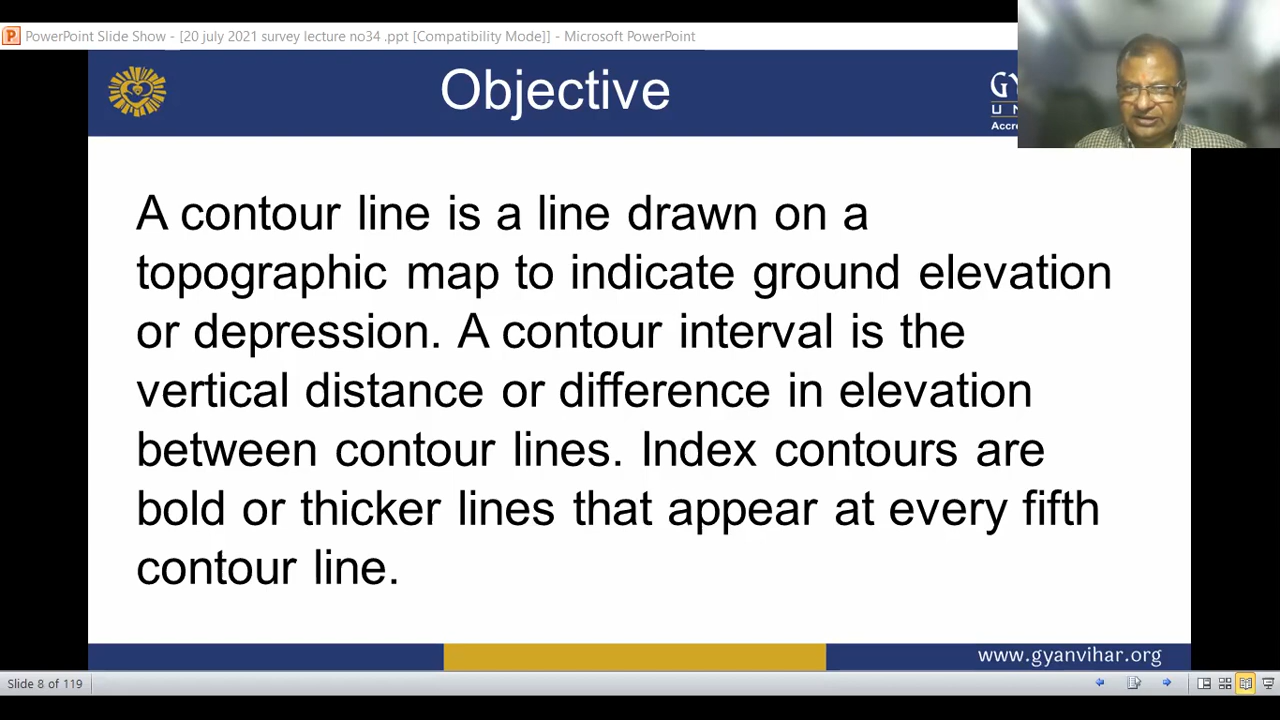 PowerPoint Slide Show - [20 july 2021 survey lecture no34 .ppt [Compatibility Mode]] - Microsoft PowerPoint
Objective
A contour line is a line drawn on a
topographic map to indicate ground elevation
or depression. A contour interval is the
vertical distance or difference in elevation
between contour lines. Index contours are
bold or thicker lines that appear at every fifth
contour line.
www.gyanvihar.org
Slide 8 of 119